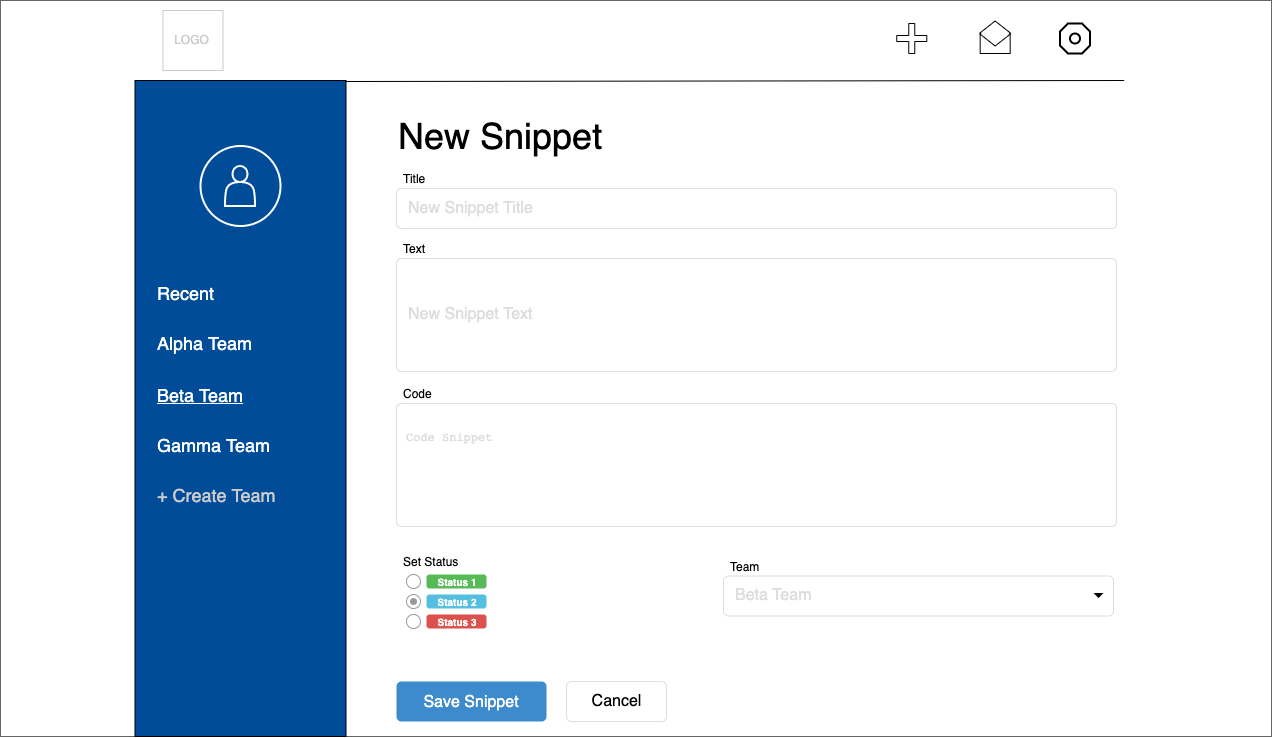 LOGO
Recent
Alpha Team
Beta Team
Gamma Team
+ Create Team
New Snippet
Title
New Snippet Title
Text
New Snippet Text
Code
Code Snippet
Set Status
Status 1
Status 2
Status 3
Team
Beta Team
Save Snippet
Cancel